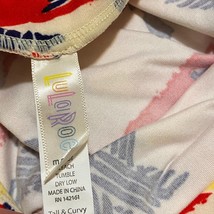 LuLaRoe
TUMBLE
DRY LOW
MADE IN CHINA
RN 142161
Tall & Curvy